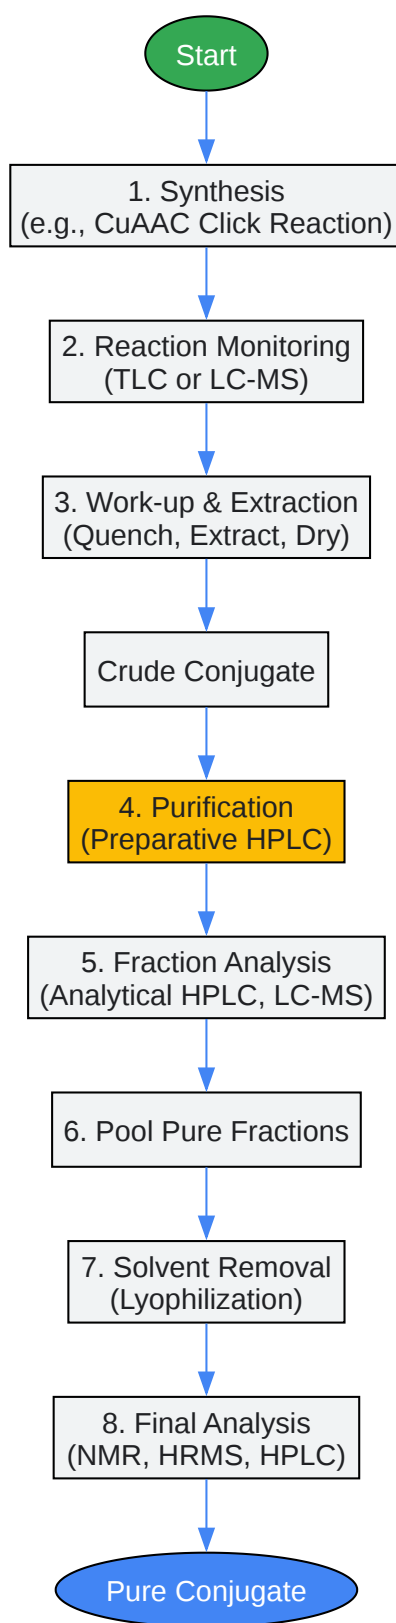 Start
1. Synthesis
(e.g., CuAAC Click Reaction)
2. Reaction Monitoring
(TLC or LC-MS)
3. Work-up & Extraction
(Quench, Extract, Dry)
Crude Conjugate
4. Purification
(Preparative HPLC)
5. Fraction Analysis
(Analytical HPLC, LC-MS)
6. Pool Pure Fractions
7. Solvent Removal
(Lyophilization)
8. Final Analysis
(NMR, HRMS, HPLC)
Pure Conjugate